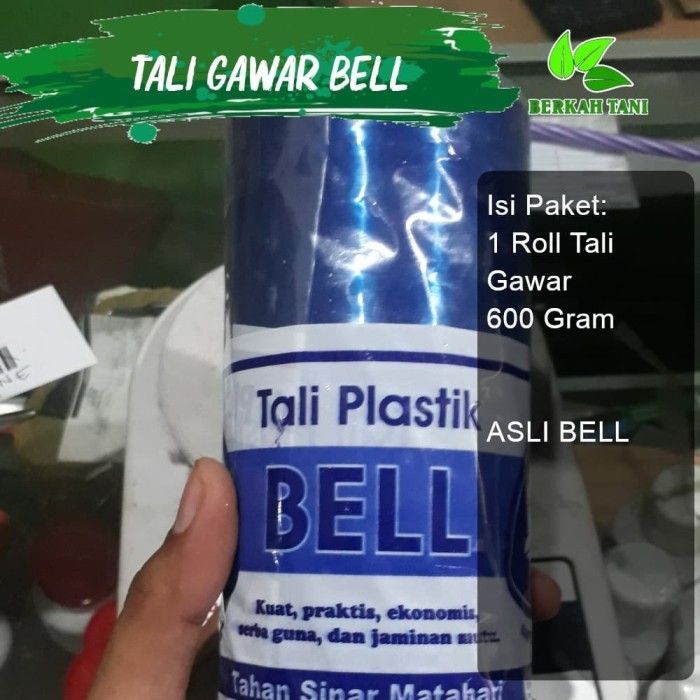 TALI GAWAR BELL
BERKAH TANI
Isi Paket:
1 Roll Tali
Gawar
600 Gram
ASLI BELL
Tali Plastik
BELL
Kuat, praktis, ekonomis,
serba guna, dan jaminan mutu
Tahan Sinar Matahari